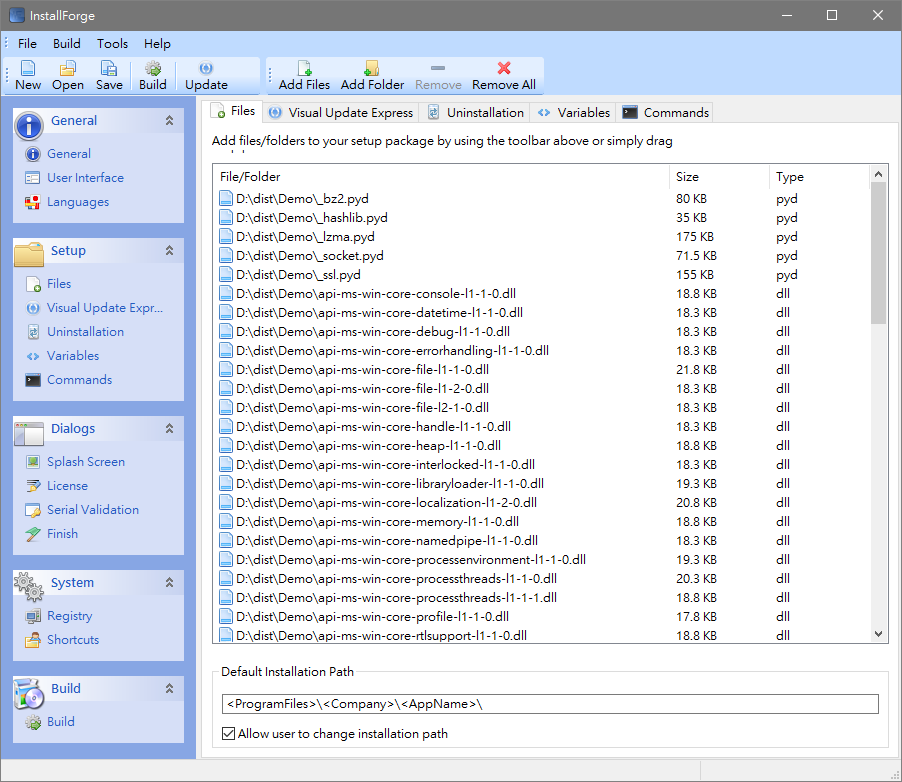 InstallForge
File Build Tools Help
New Open Save Build Update Add Files Add Folder Remove Remove All
General
General
User Interface
Languages
Setup
Files
Visual Update Expr...
Uninstallation
Variables
Commands
Dialogs
Splash Screen
License
Serial Validation
Finish
System
Registry
Shortcuts
Build
Build
Files Visual Update Express Uninstallation Variables Commands
Add files/folders to your setup package by using the toolbar above or simply drag
File/Folder Size Type
D:\dist\Demo\_bz2.pyd 80 KB pyd
D:\dist\Demo\_hashlib.pyd 35 KB pyd
D:\dist\Demo\_lzma.pyd 175 KB pyd
D:\dist\Demo\_socket.pyd 71.5 KB pyd
D:\dist\Demo\_ssl.pyd 155 KB pyd
D:\dist\Demo\api-ms-win-core-console-l1-1-0.dll 18.8 KB dll
D:\dist\Demo\api-ms-win-core-datetime-l1-1-0.dll 18.3 KB dll
D:\dist\Demo\api-ms-win-core-debug-l1-1-0.dll 18.3 KB dll
D:\dist\Demo\api-ms-win-core-errorhandling-l1-1-0.dll 18.3 KB dll
D:\dist\Demo\api-ms-win-core-file-l1-1-0.dll 21.8 KB dll
D:\dist\Demo\api-ms-win-core-file-l1-2-0.dll 18.3 KB dll
D:\dist\Demo\api-ms-win-core-file-l2-1-0.dll 18.3 KB dll
D:\dist\Demo\api-ms-win-core-handle-l1-1-0.dll 18.3 KB dll
D:\dist\Demo\api-ms-win-core-heap-l1-1-0.dll 18.8 KB dll
D:\dist\Demo\api-ms-win-core-interlocked-l1-1-0.dll 18.3 KB dll
D:\dist\Demo\api-ms-win-core-libraryloader-l1-1-0.dll 19.3 KB dll
D:\dist\Demo\api-ms-win-core-localization-l1-2-0.dll 20.8 KB dll
D:\dist\Demo\api-ms-win-core-memory-l1-1-0.dll 18.8 KB dll
D:\dist\Demo\api-ms-win-core-namedpipe-l1-1-0.dll 18.3 KB dll
D:\dist\Demo\api-ms-win-core-processenvironment-l1-1-0.dll 19.3 KB dll
D:\dist\Demo\api-ms-win-core-processthreads-l1-1-0.dll 20.3 KB dll
D:\dist\Demo\api-ms-win-core-processthreads-l1-1-1.dll 18.8 KB dll
D:\dist\Demo\api-ms-win-core-profile-l1-1-0.dll 17.8 KB dll
D:\dist\Demo\api-ms-win-core-rtlsupport-l1-1-0.dll 18.8 KB dll
Default Installation Path
<ProgramFiles>\<Company>\<AppName>\
Allow user to change installation path